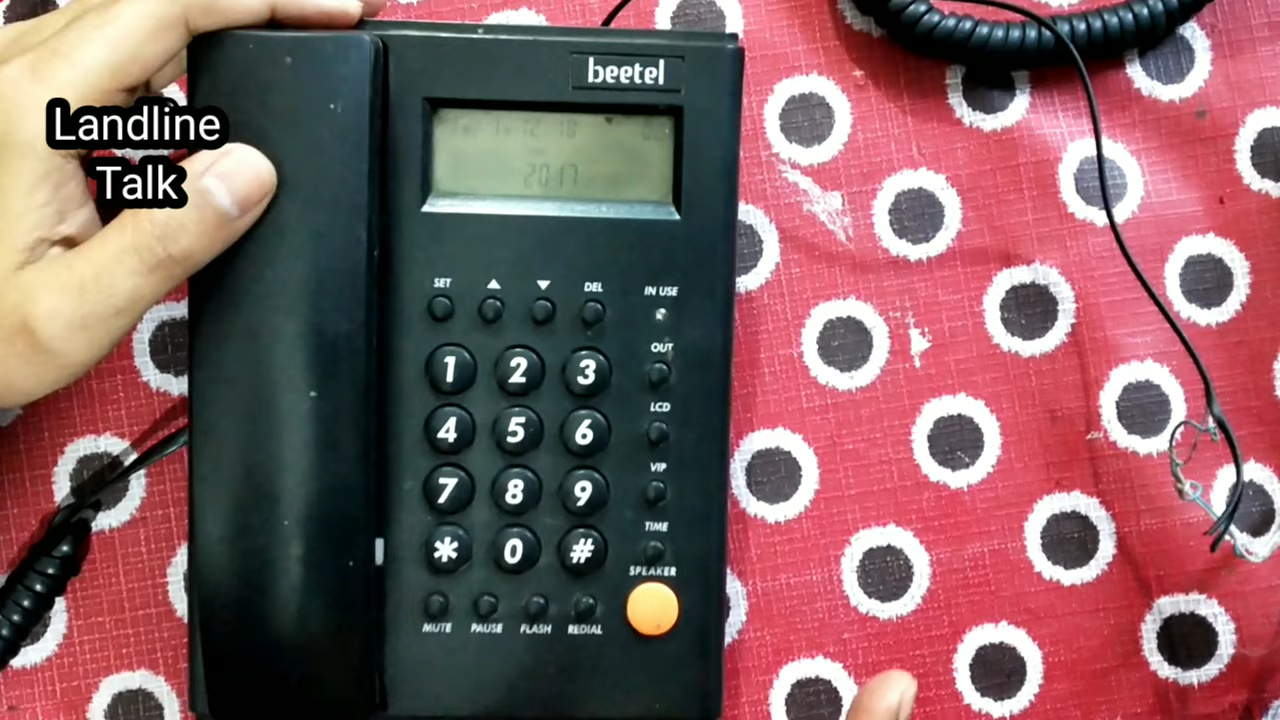 beetel
Landline
Talk
2017
SET ▲ ▼ DEL
IN USE
OUT
1 2 3
LCD
4 5 6
VIP
7 8 9
TIME
* 0 #
SPEAKER
MUTE PAUSE FLASH REDIAL